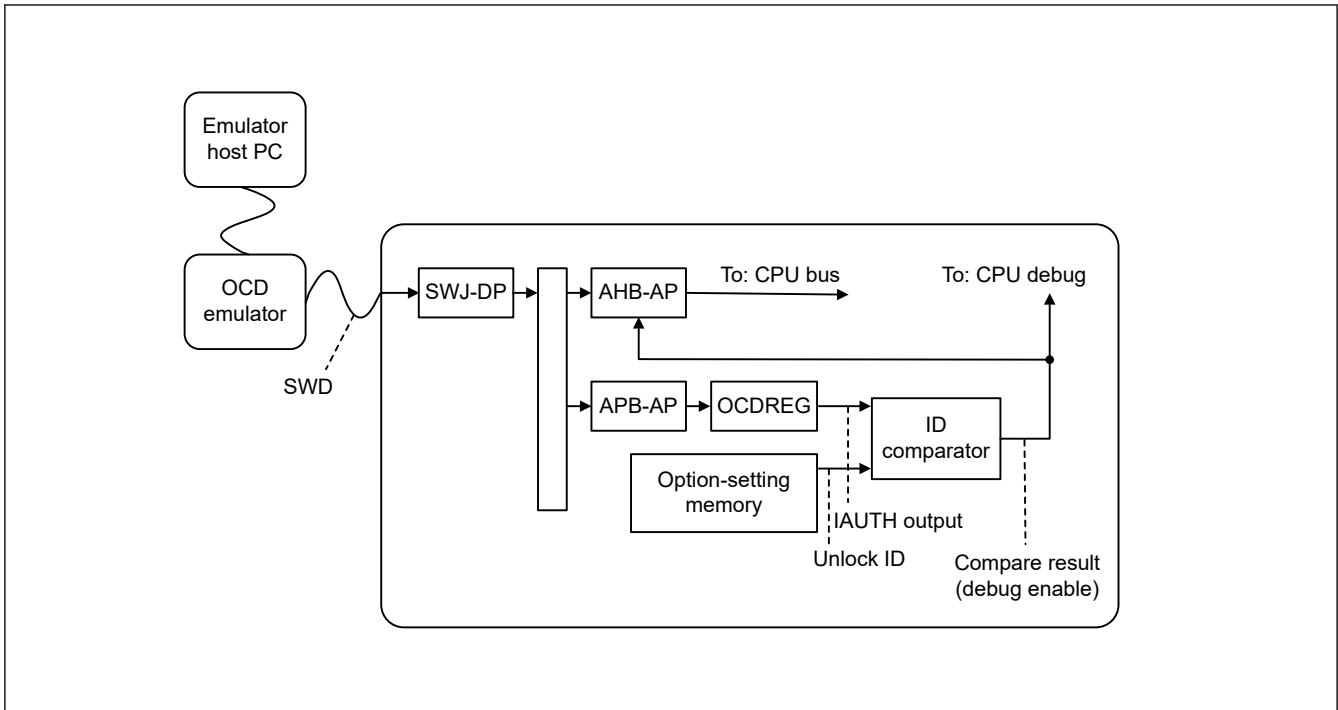 Emulator
host PC
OCD
emulator
SWD
SWJ-DP
AHB-AP
To: CPU bus
To: CPU debug
APB-AP
OCDREG
ID
comparator
Option-setting
memory
IAUTH output
Unlock ID
Compare result
(debug enable)